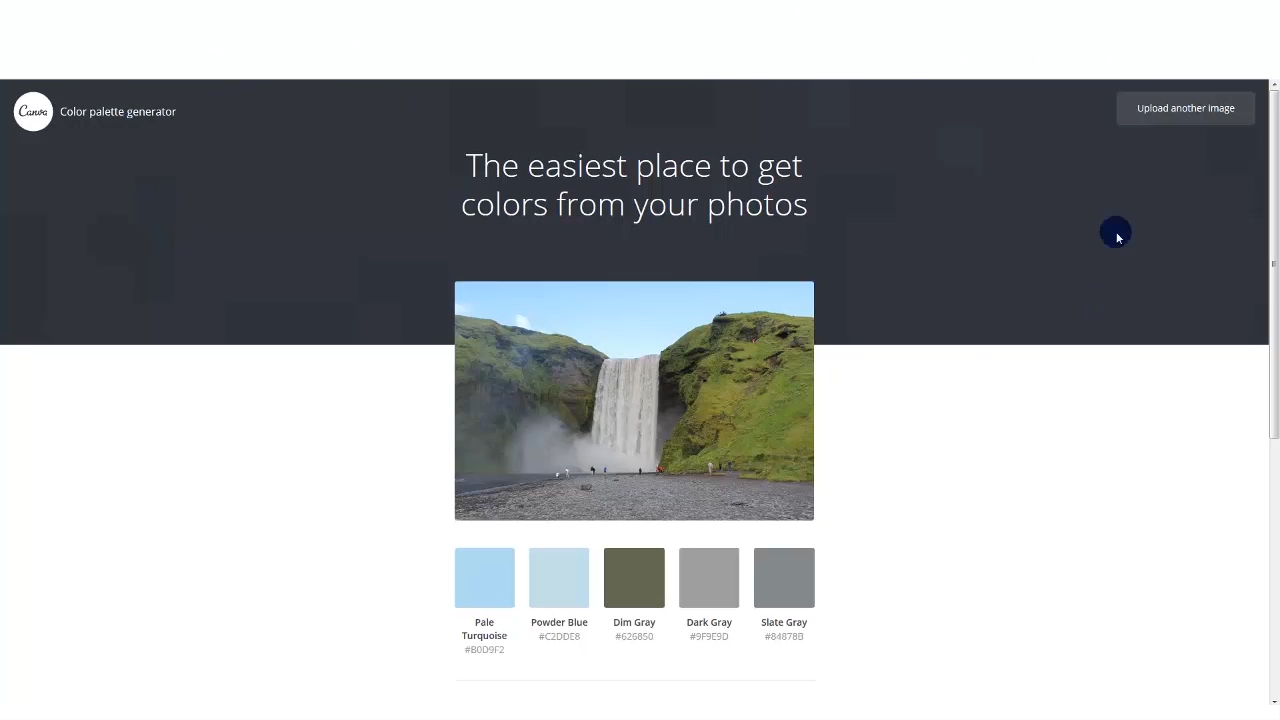 Canva Color palette generator
Upload another image
The easiest place to get
colors from your photos
Pale Turquoise
#B0D9F2
Powder Blue
#C2DDE8
Dim Gray
#626850
Dark Gray
#9F9E9D
Slate Gray
#84878B